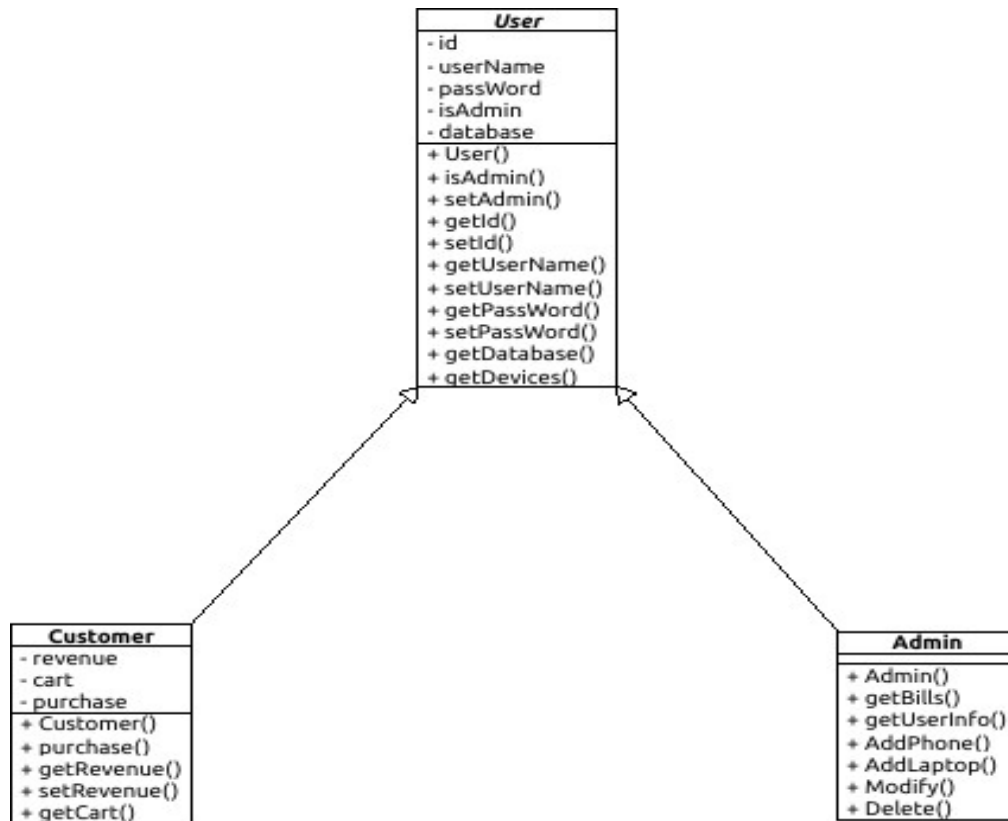 User
- id
- userName
- passWord
- isAdmin
- database
+ User()
+ isAdmin()
+ setAdmin()
+ getId()
+ setId()
+ getUserName()
+ setUserName()
+ getPassWord()
+ setPassWord()
+ getDatabase()
+ getDevices()
Customer
- revenue
- cart
- purchase
+ Customer()
+ purchase()
+ getRevenue()
+ setRevenue()
+ getCart()
Admin
+ Admin()
+ getBills()
+ getUserInfo()
+ AddPhone()
+ AddLaptop()
+ Modify()
+ Delete()